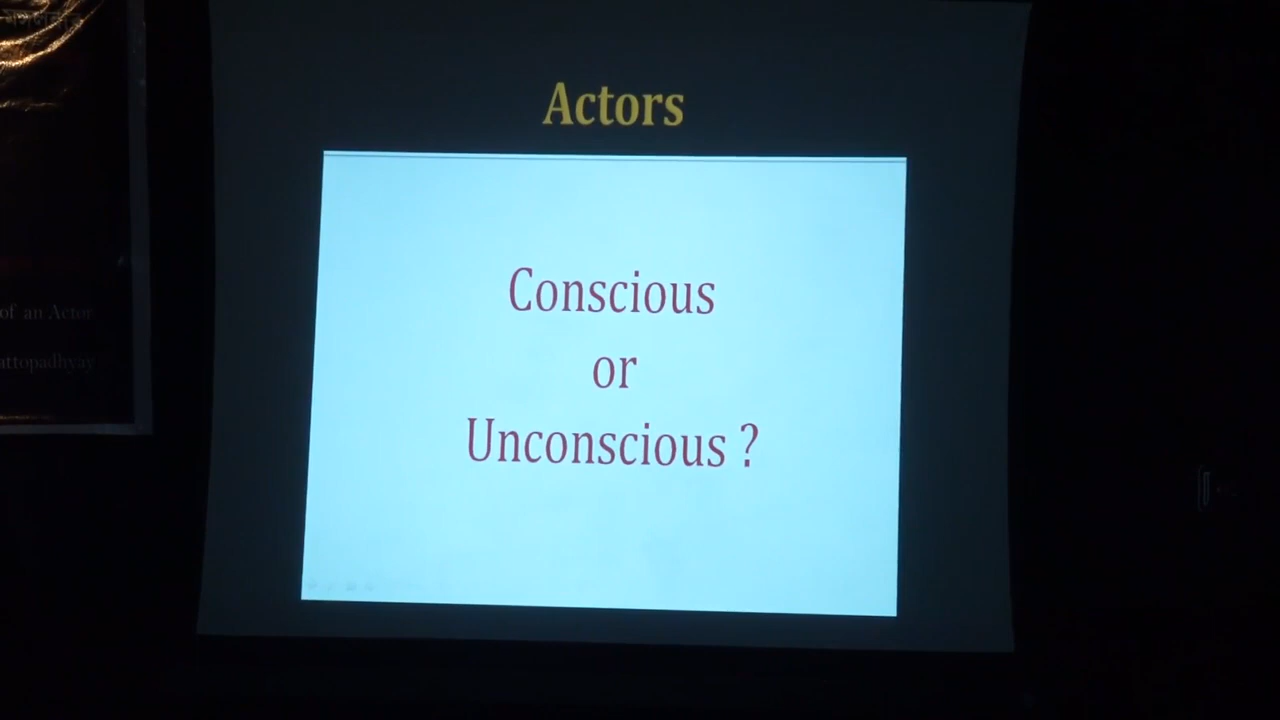 Actors
Conscious
or
Unconscious ?
of an Actor
attopadhyay